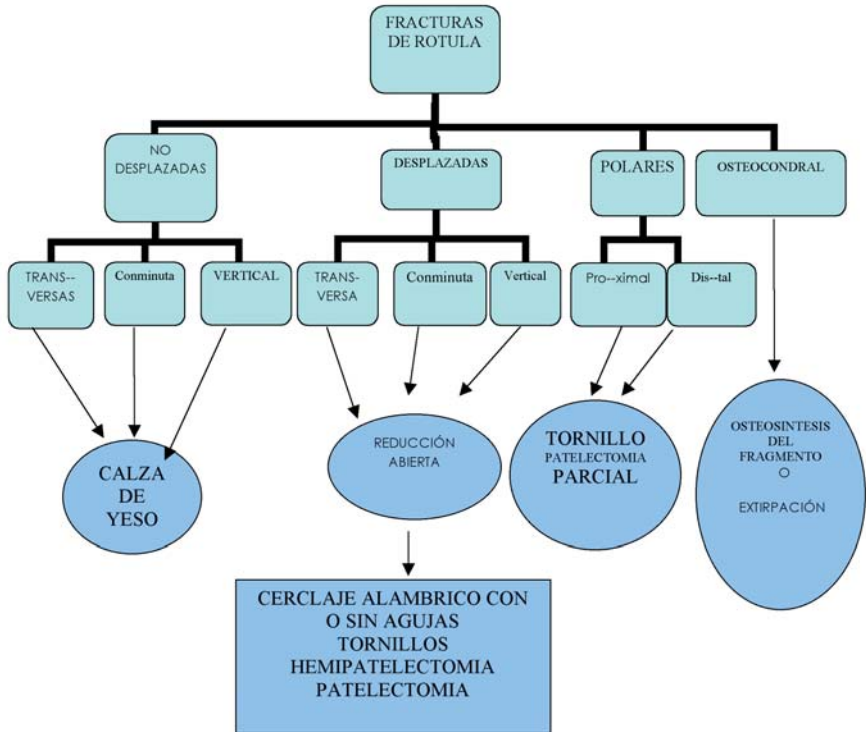 FRACTURAS
DE ROTULA
NO
DESPLAZADAS
DESPLAZADAS
POLARES
OSTEOCONDRAL
TRANS--
VERSAS
Conminuta
VERTICAL
TRANS-
VERSA
Conminuta
Vertical
Pro--ximal
Dis--tal
CALZA
DE
YESO
REDUCCIÓN
ABIERTA
TORNILLO
PATELECTOMIA
PARCIAL
OSTEOSINTESIS
DEL
FRAGMENTO
O
EXTIRPACIÓN
CERCLAJE ALAMBRICO CON
O SIN AGUJAS
TORNILLOS
HEMIPATELECTOMIA
PATELECTOMIA